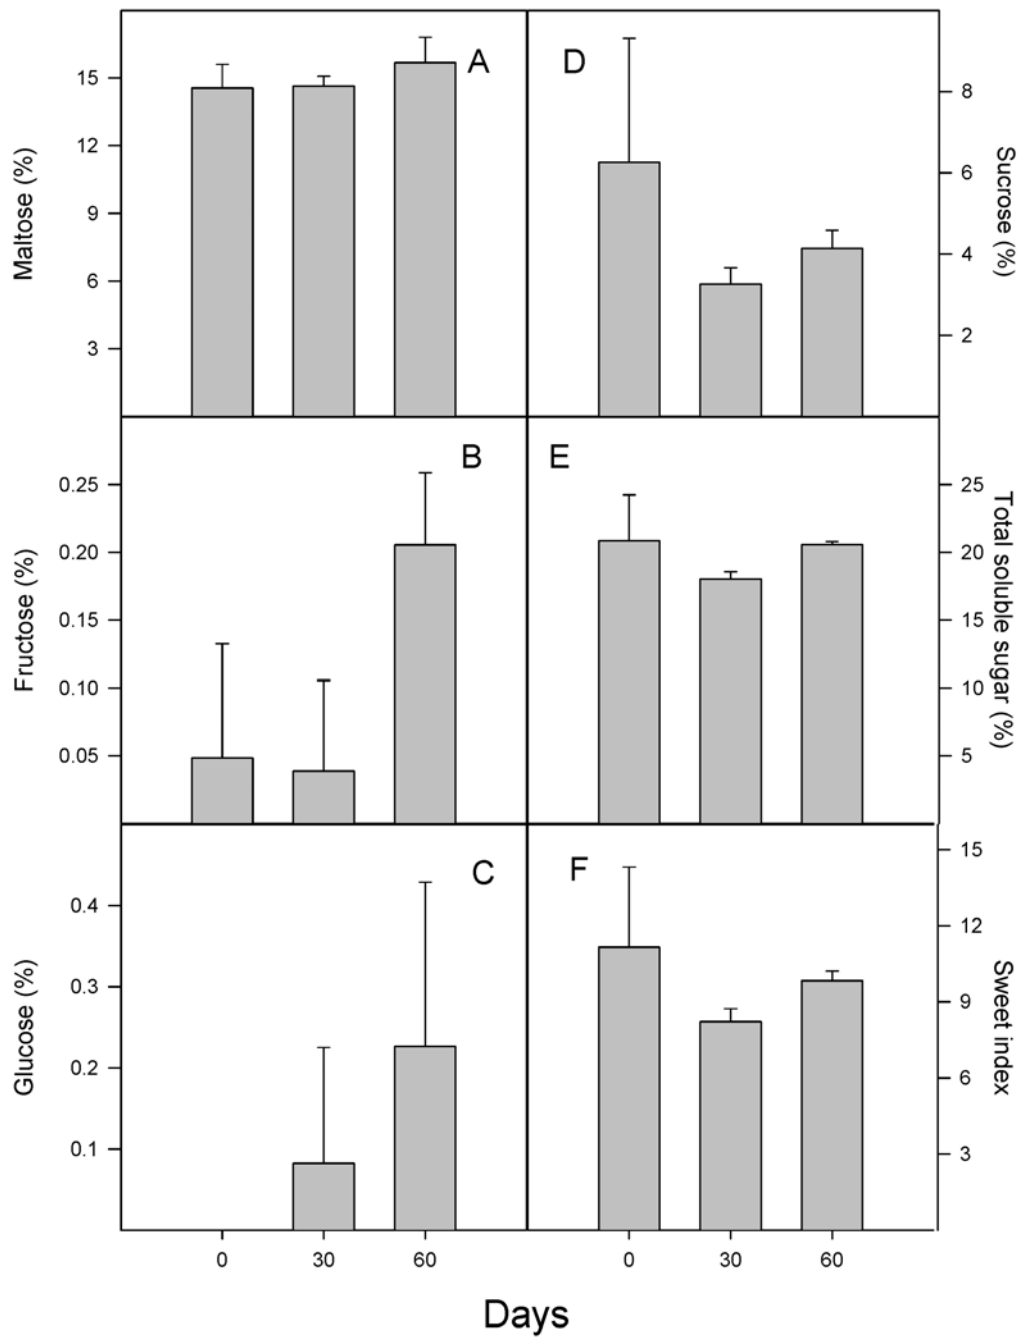 A
Maltose (%)
15
12
9
6
3
D
8
6
4
2
Sucrose (%)
B
Fructose (%)
0.25
0.20
0.15
0.10
0.05
E
25
20
15
10
5
Total soluble sugar (%)
C
Glucose (%)
0.4
0.3
0.2
0.1
0
30
60
F
15
12
9
6
3
Sweet index
0
30
60
Days